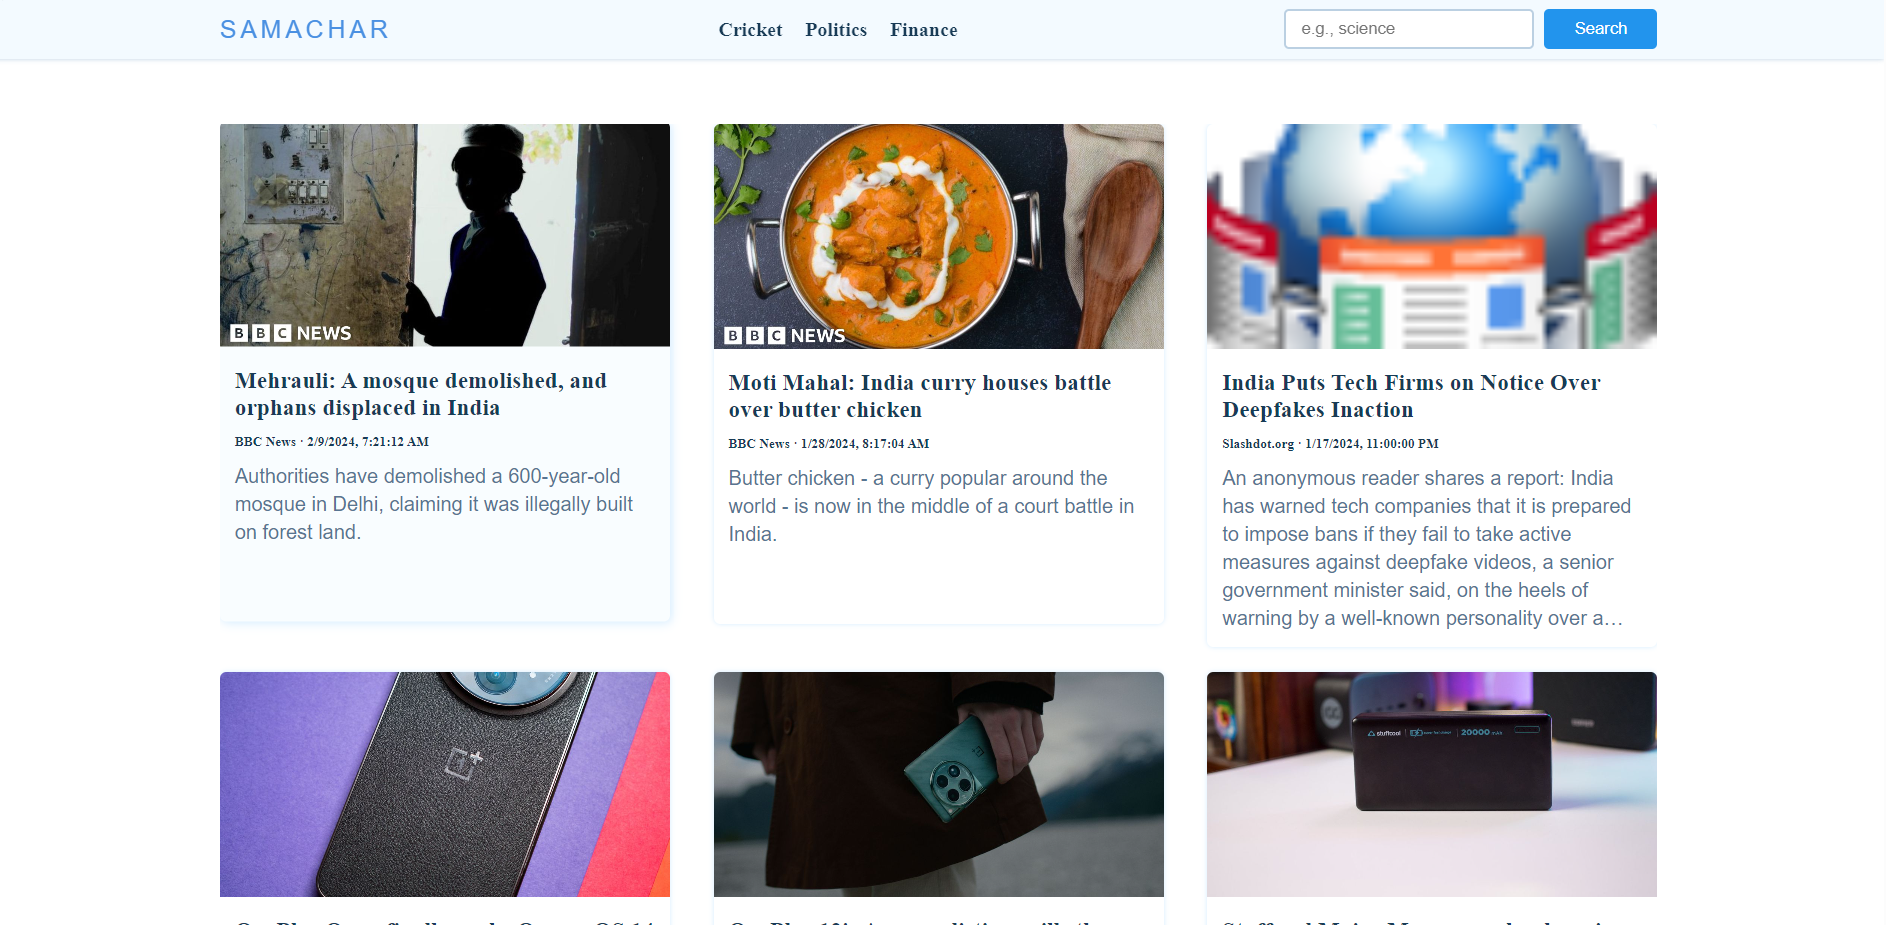 SAMACHAR
Cricket Politics Finance
e.g., science
Search
BBC NEWS
Mehrauli: A mosque demolished, and
orphans displaced in India
BBC News · 2/9/2024, 7:21:12 AM
Authorities have demolished a 600-year-old
mosque in Delhi, claiming it was illegally built
on forest land.
BBC NEWS
Moti Mahal: India curry houses battle
over butter chicken
BBC News · 1/28/2024, 8:17:04 AM
Butter chicken - a curry popular around the
world - is now in the middle of a court battle in
India.
India Puts Tech Firms on Notice Over
Deepfakes Inaction
Slashdot.org · 1/17/2024, 11:00:00 PM
An anonymous reader shares a report: India
has warned tech companies that it is prepared
to impose bans if they fail to take active
measures against deepfake videos, a senior
government minister said, on the heels of
warning by a well-known personality over a…
stuffcool
20000 mAh